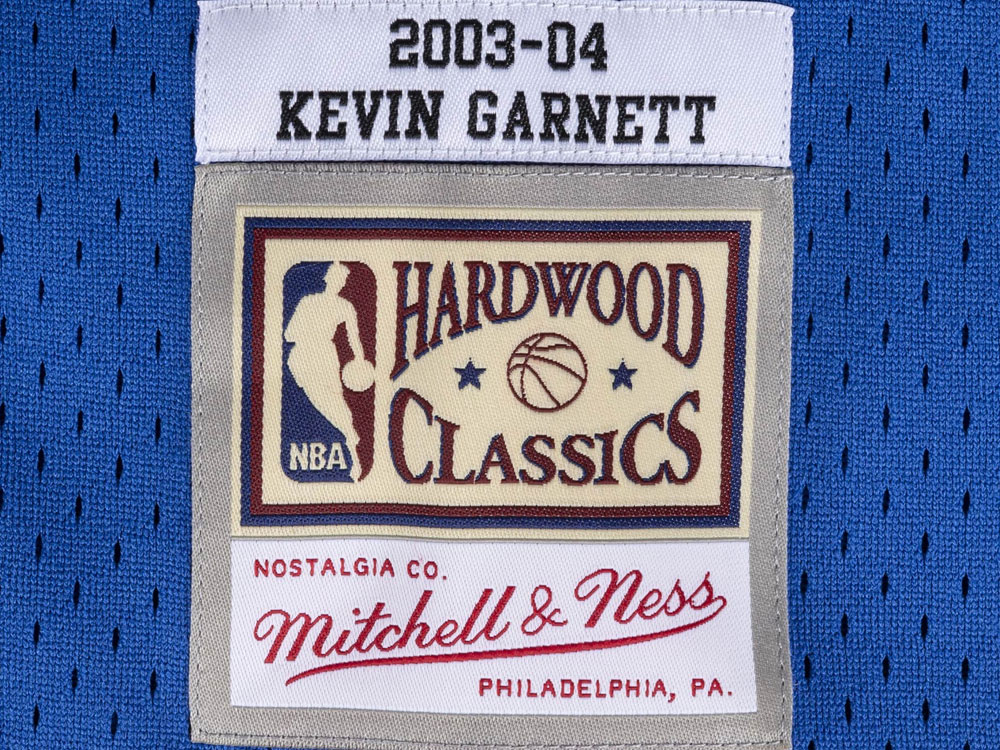 2003-04
KEVIN GARNETT
HARDWOOD
CLASSICS
NBA
NOSTALGIA CO.
Mitchell & Ness
PHILADELPHIA, PA.